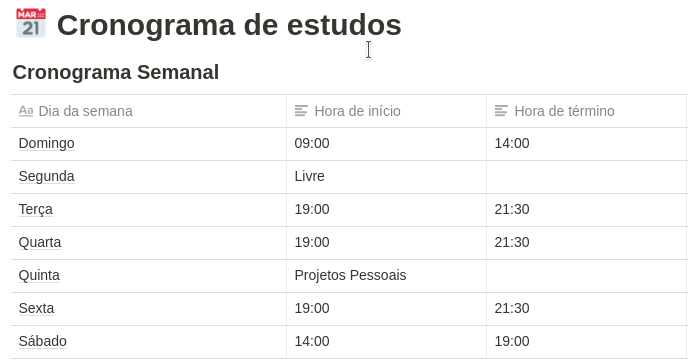 MAR
21
Cronograma de estudos
Cronograma Semanal
Aa Dia da semana Hora de início Hora de término
Domingo 09:00 14:00
Segunda Livre
Terça 19:00 21:30
Quarta 19:00 21:30
Quinta Projetos Pessoais
Sexta 19:00 21:30
Sábado 14:00 19:00